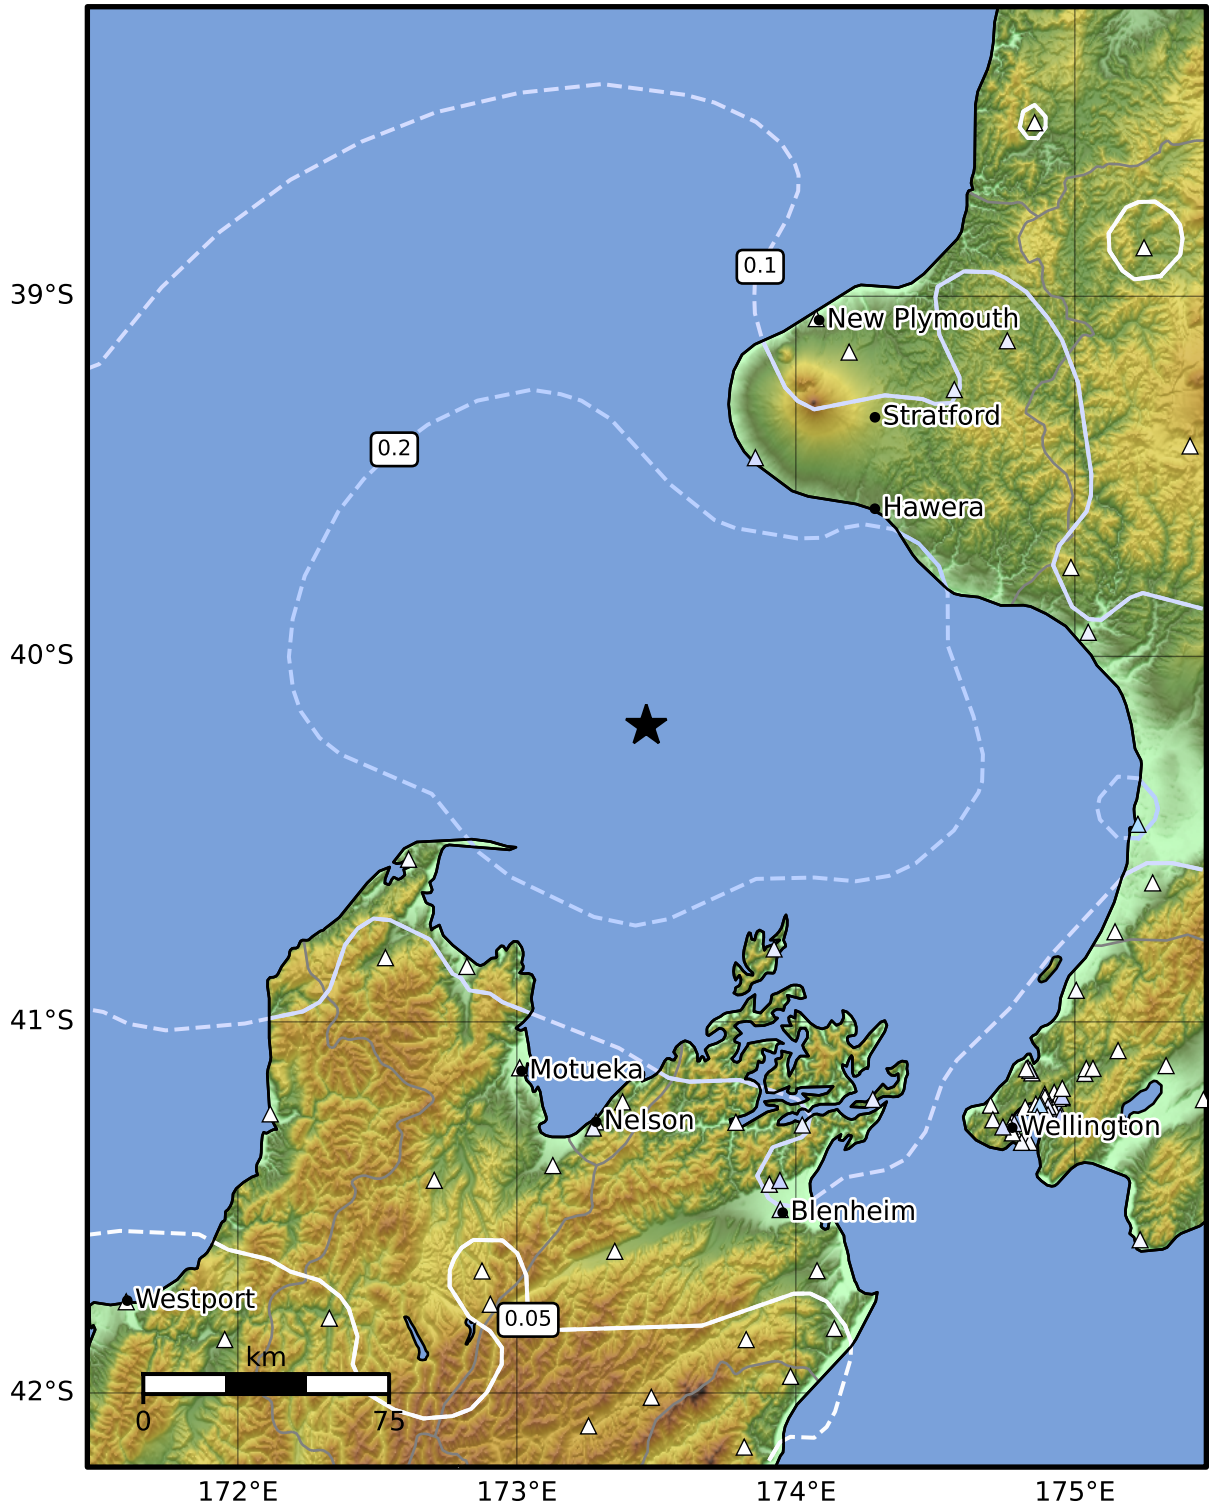 0.1
39°S
New Plymouth
Stratford
0.2
Hawera
40°S
41°S
Motueka
Nelson
Wellington
Blenheim
Westport
0.05
km
42°S
0
75
172°E
173°E
174°E
175°E